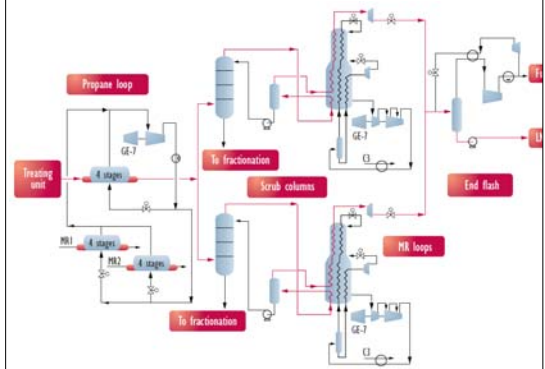 Propane loop
GE-7
Treating
unit
4 stages
MR1
4 stages
MR2
4 stages
To fractionation
Scrub columns
To fractionation
GE-7
C3
MR loops
GE-7
C3
End flash